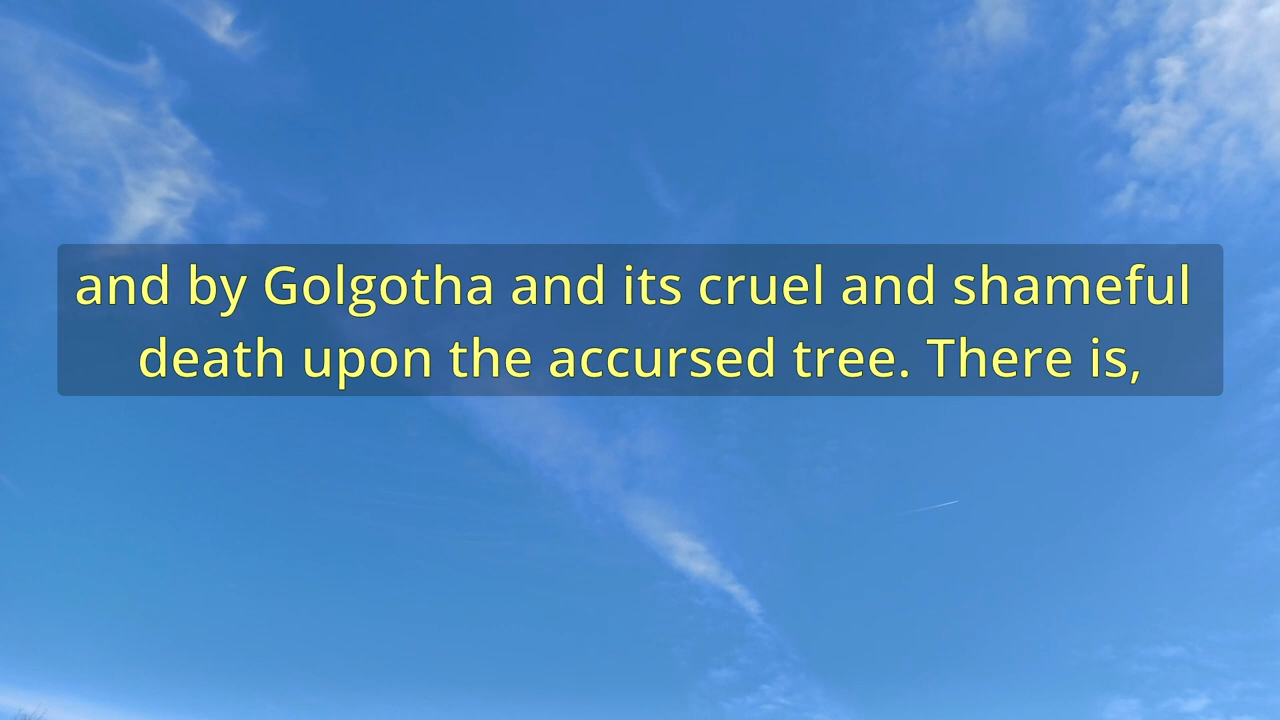 and by Golgotha and its cruel and shameful
death upon the accursed tree. There is,